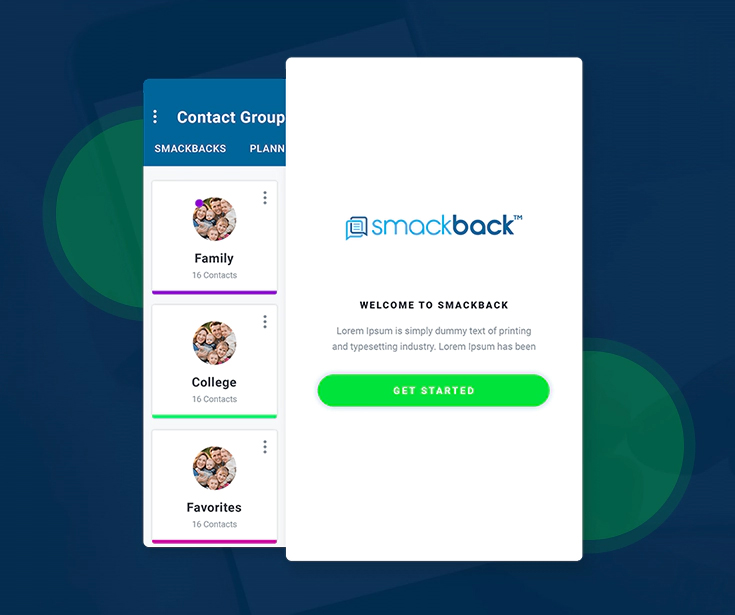 Contact Group
SMACKBACKS PLANN
Family
16 Contacts
College
16 Contacts
Favorites
16 Contacts
smackback™
WELCOME TO SMACKBACK
Lorem Ipsum is simply dummy text of printing
and typesetting industry. Lorem Ipsum has been
GET STARTED